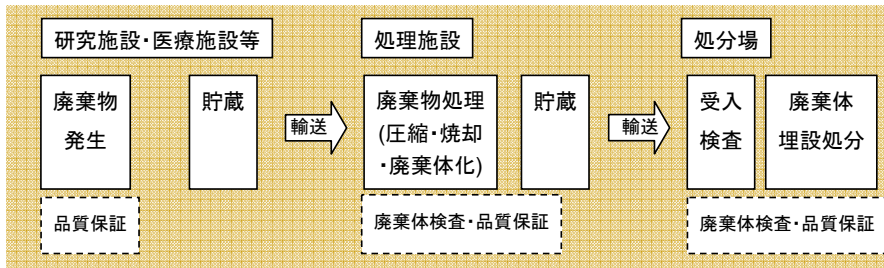 研究施設・医療施設等
処理施設
処分場
廃棄物
発生
貯蔵
輸送
廃棄物処理
(圧縮・焼却
・廃棄体化)
貯蔵
輸送
受入
検査
廃棄体
埋設処分
品質保証
廃棄体検査・品質保証
廃棄体検査・品質保証